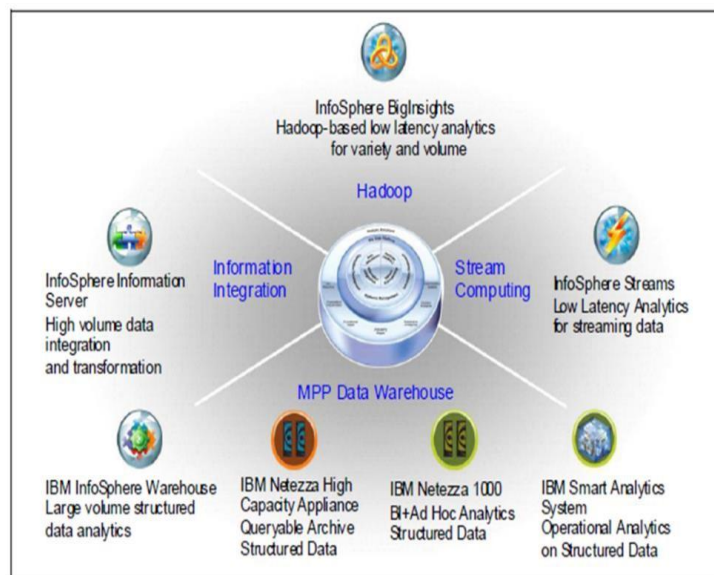 InfoSphere BigInsights
Hadoop-based low latency analytics
for variety and volume
Hadoop
InfoSphere Information
Server
High volume data
integration
and transformation
Information
Integration
Stream
Computing
InfoSphere Streams
Low Latency Analytics
for streaming data
MPP Data Warehouse
IBM InfoSphere Warehouse
Large volume structured
data analytics
IBM Netezza High
Capacity Appliance
Queryable Archive
Structured Data
IBM Netezza 1000
BI+Ad Hoc Analytics
Structured Data
IBM Smart Analytics
System
Operational Analytics
on Structured Data